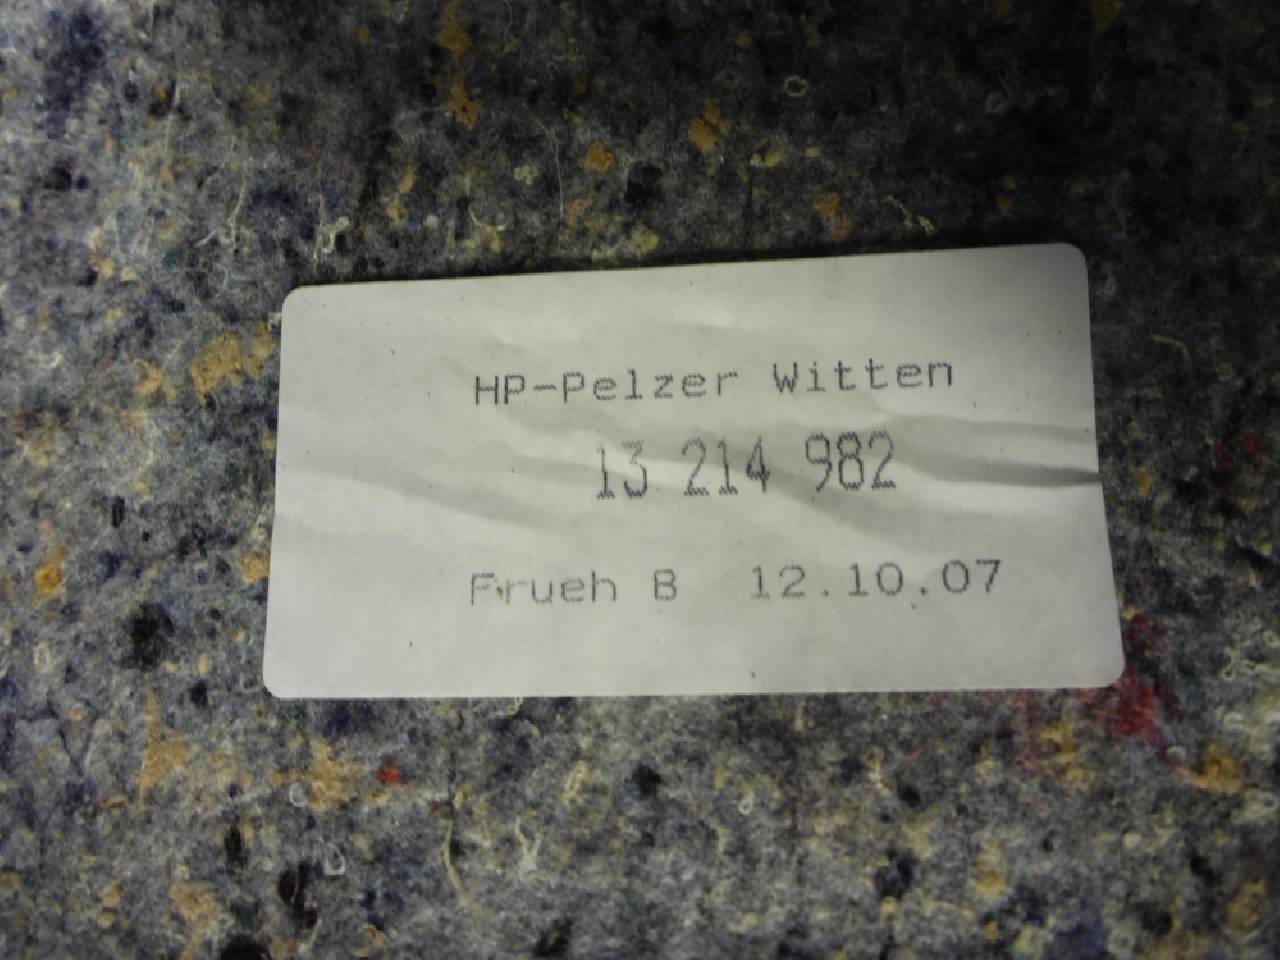 HP-Pelzer Witten
13 214 982
Frueh B 12.10.07